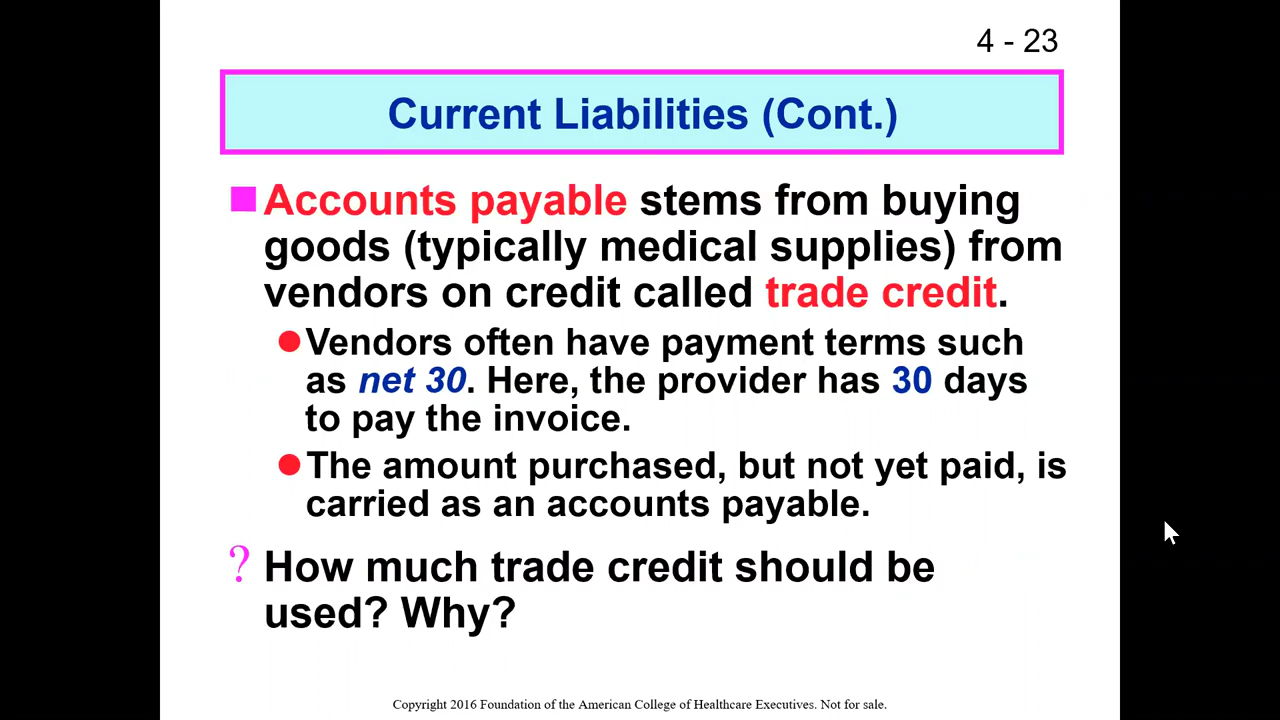 4 - 23
Current Liabilities (Cont.)
Accounts payable stems from buying
goods (typically medical supplies) from
vendors on credit called trade credit.
Vendors often have payment terms such
as net 30. Here, the provider has 30 days
to pay the invoice.
The amount purchased, but not yet paid, is
carried as an accounts payable.
? How much trade credit should be
used? Why?
Copyright 2016 Foundation of the American College of Healthcare Executives. Not for sale.